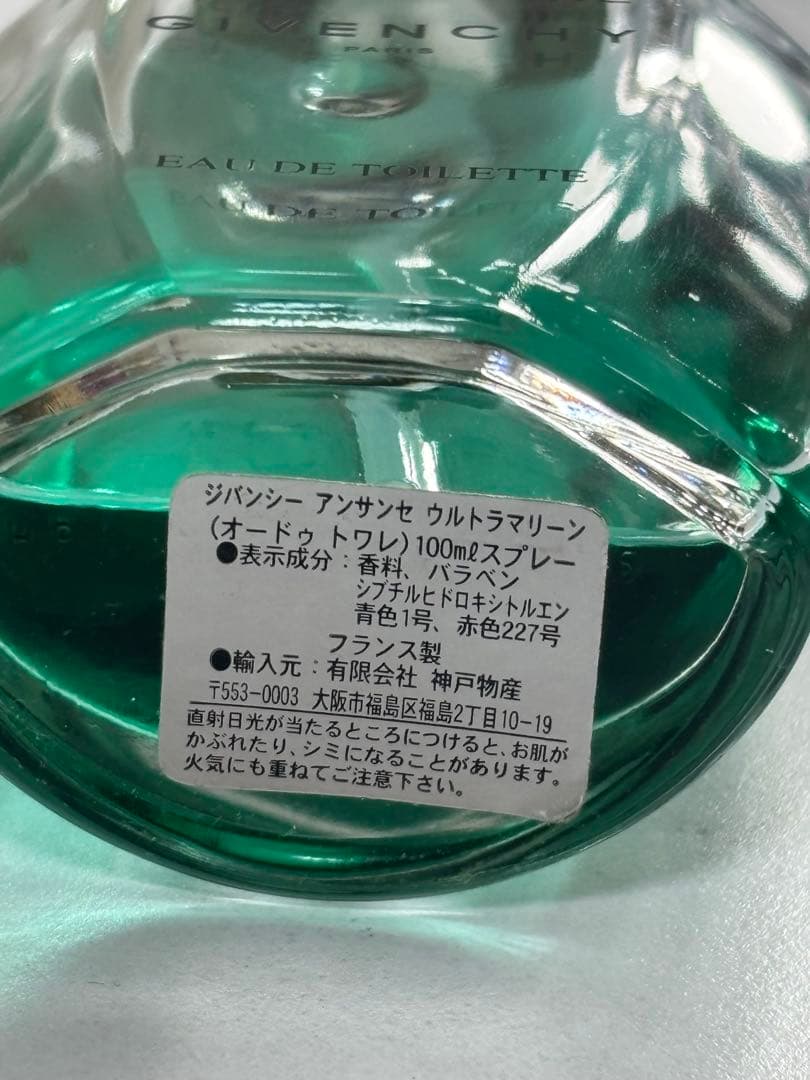 GIVENCHY
PARIS
EAU DE TOILETTE
ジバンシー アンサンセ ウルトラマリーン
(オードゥ トワレ)100mlスプレー
●表示成分:香料、パラベン
シブチルヒドロキシトルエン
青色1号、赤色227号
フランス製
●輸入元:有限会社 神戸物産
〒553-0003 大阪市福島区福島2丁目10-19
直射日光が当たるところにつけると、お肌が
かぶれたり、シミになることがあります。
火気にも重ねてご注意下さい。